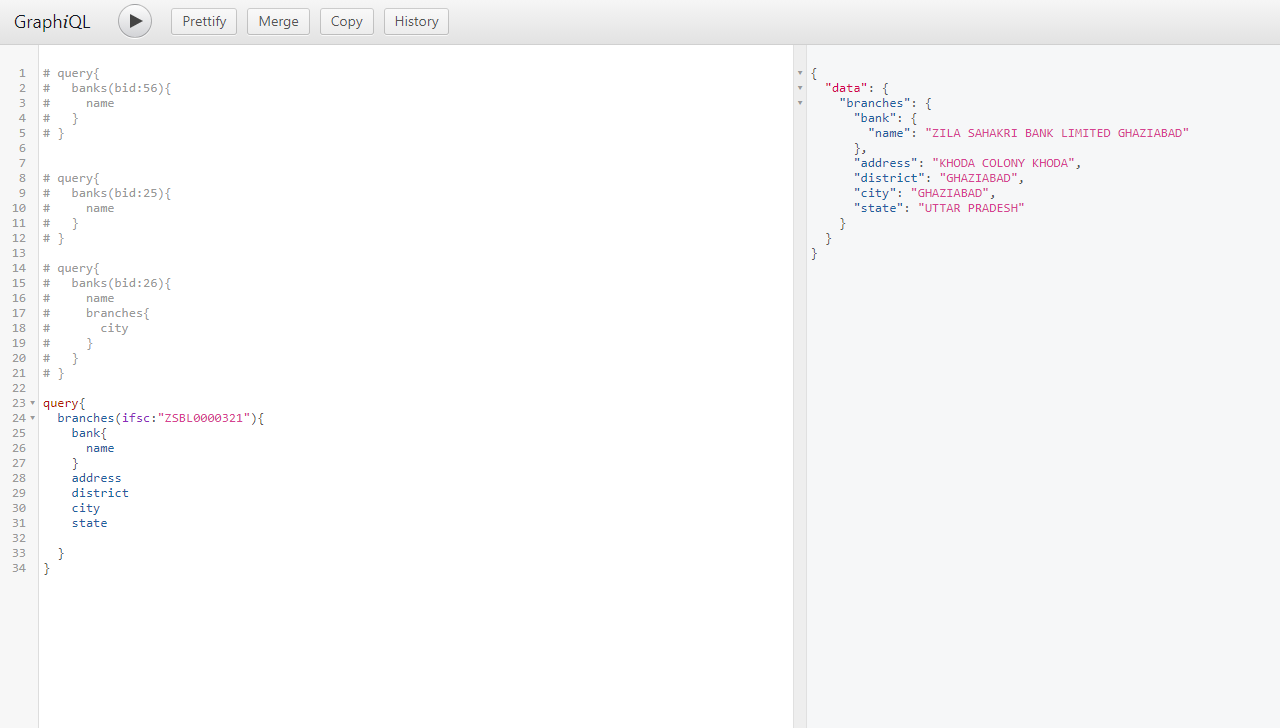 GraphiQL Prettify Merge Copy History
1 # query{
2 #   banks(bid:56){
3 #     name
4 #   }
5 # }
6
7
8 # query{
9 #   banks(bid:25){
10 #     name
11 #   }
12 # }
13
14 # query{
15 #   banks(bid:26){
16 #     name
17 #     branches{
18 #       city
19 #     }
20 #   }
21 # }
22
23 query{
24   branches(ifsc:"ZSBL0000321"){
25     bank{
26       name
27     }
28     address
29     district
30     city
31     state
32
33   }
34 }
{
  "data": {
    "branches": {
      "bank": {
        "name": "ZILA SAHAKRI BANK LIMITED GHAZIABAD"
      },
      "address": "KHODA COLONY KHODA",
      "district": "GHAZIABAD",
      "city": "GHAZIABAD",
      "state": "UTTAR PRADESH"
    }
  }
}